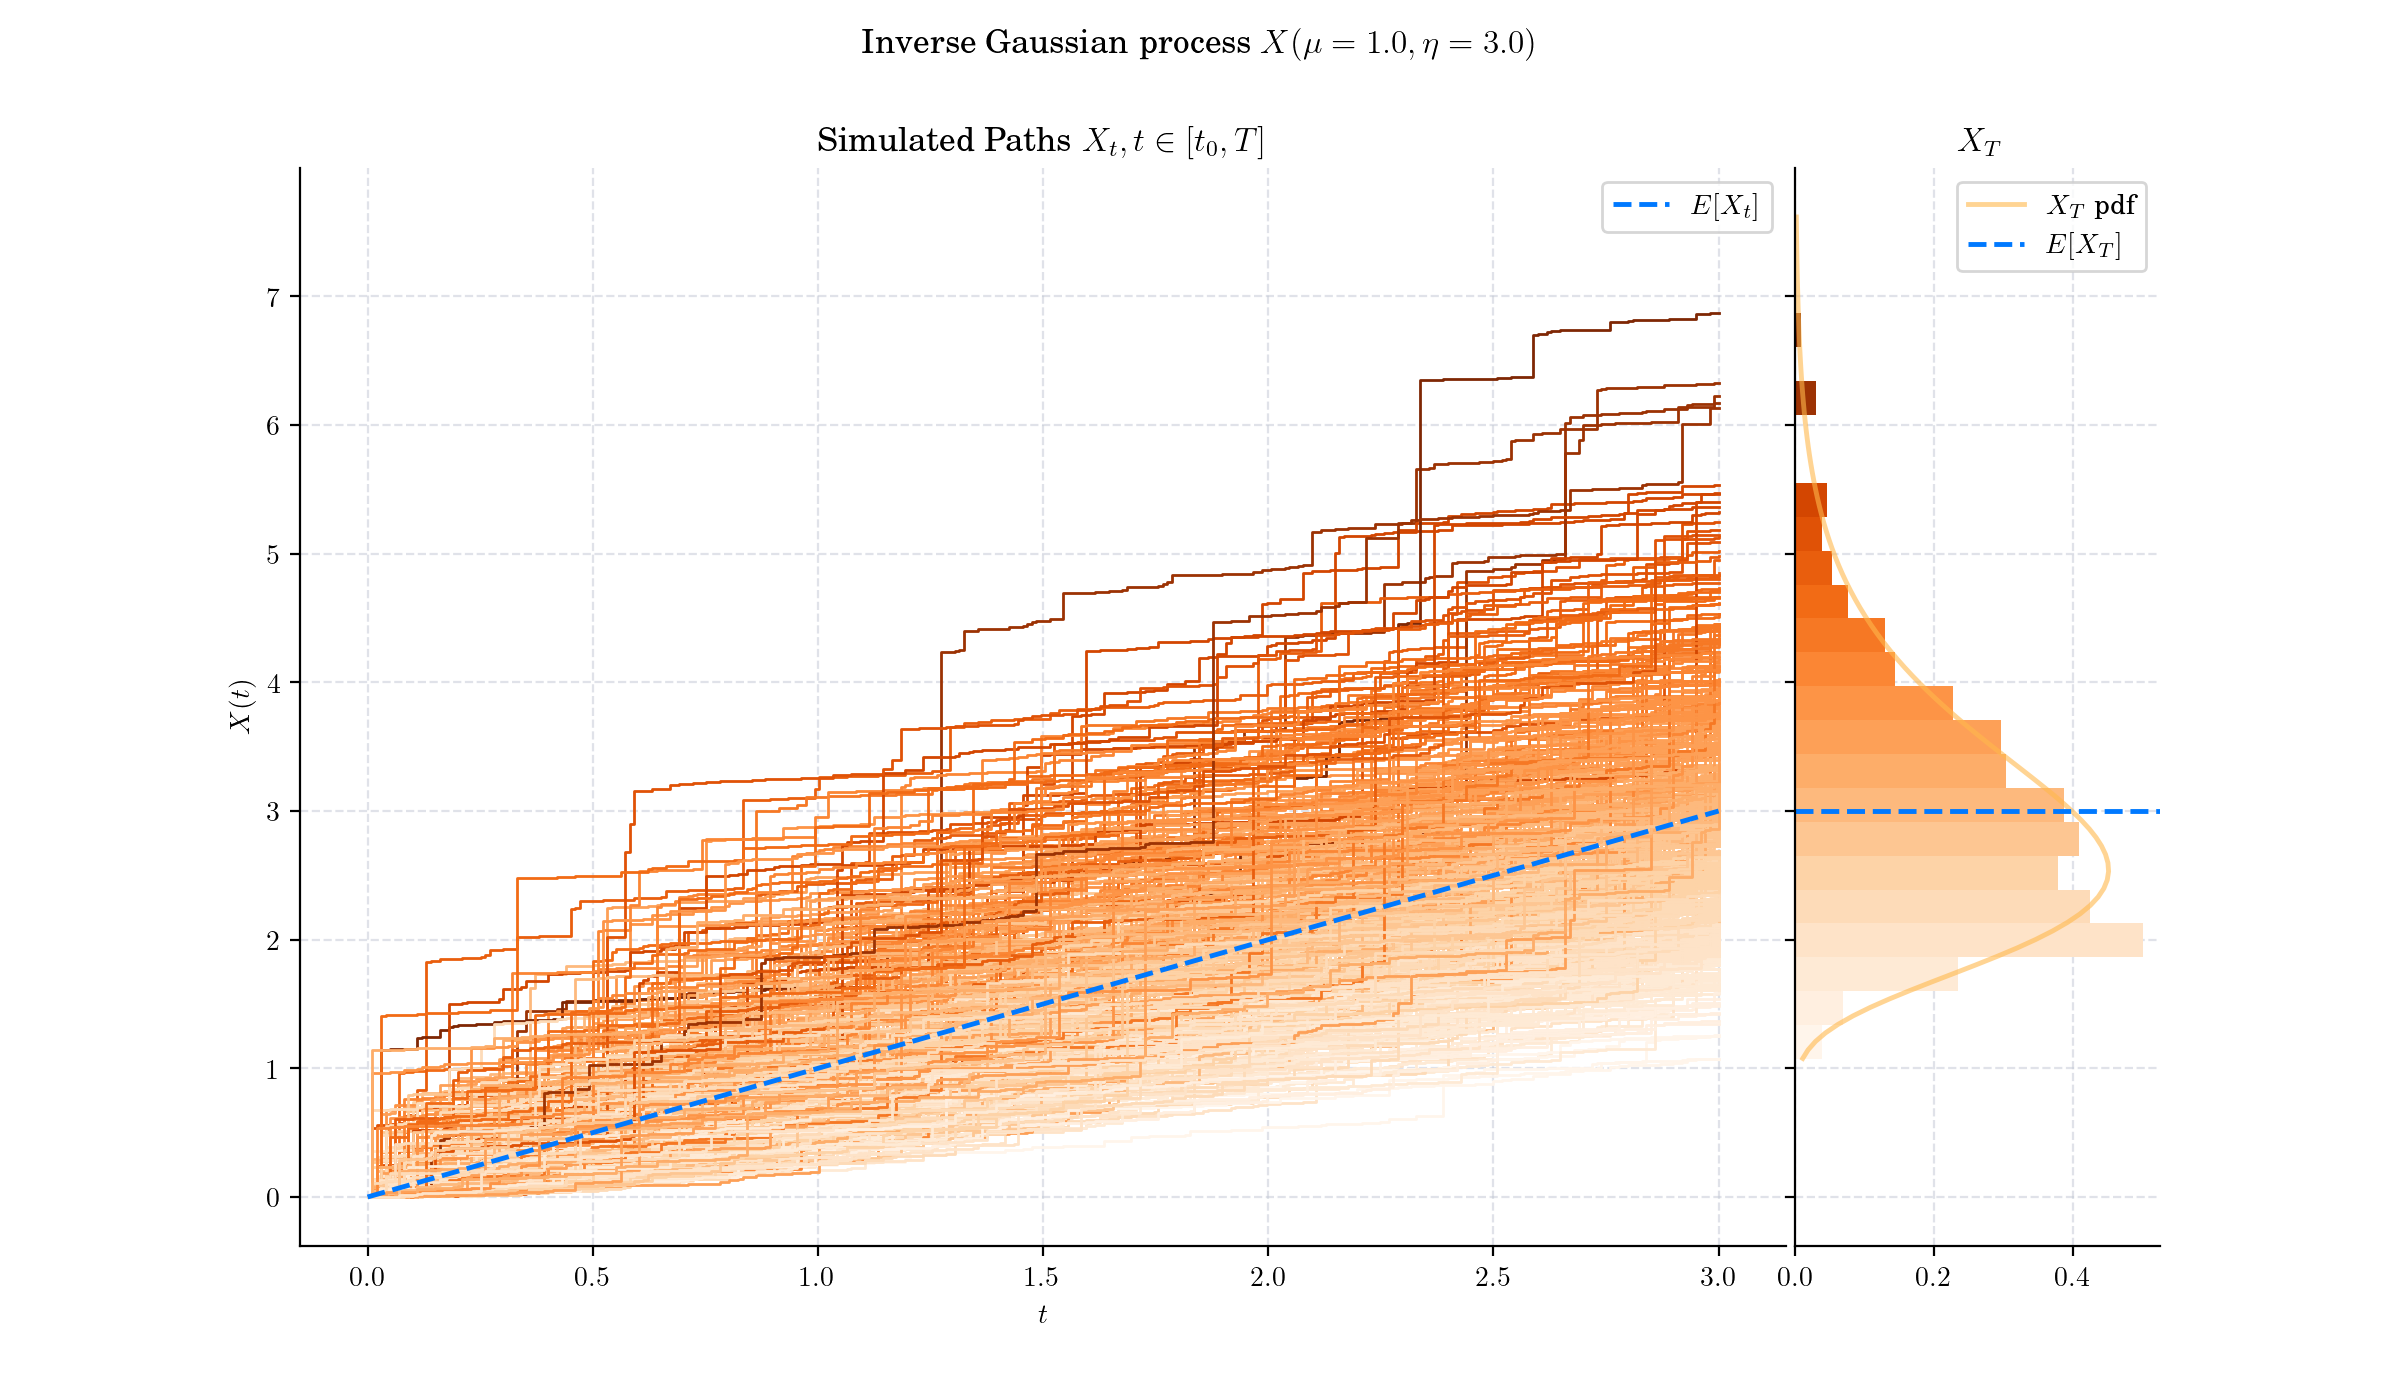 Inverse Gaussian process X(μ = 1.0, η = 3.0)
Simulated Paths X_t, t ∈ [t_0, T]
X_T
E[X_t]
X_T pdf
E[X_T]
X(t)
7
6
5
4
3
2
1
0
0.0 0.5 1.0 1.5 2.0 2.5 3.0
0.0 0.2 0.4
t